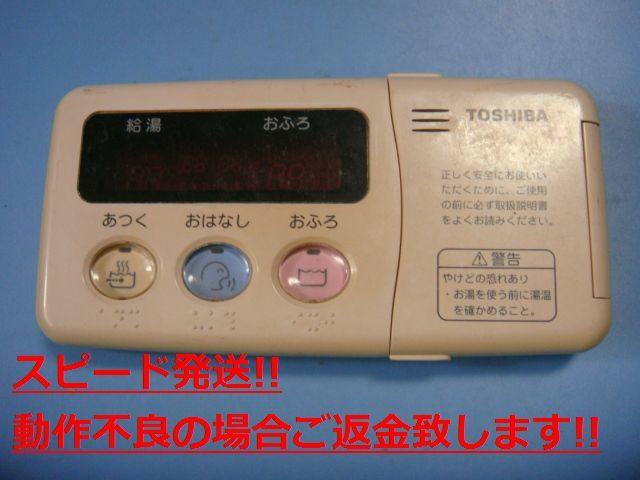 給湯 おふろ
TOSHIBA
正しく安全にお使いい
ただくために、ご使用
の前に必ず取扱説明書
をよくお読みください。
あつく おはなし おふろ
⚠警告
やけどの恐れあり
・お湯を使う前に湯温
を確かめること。
スピード発送!!
動作不良の場合ご返金致します!!